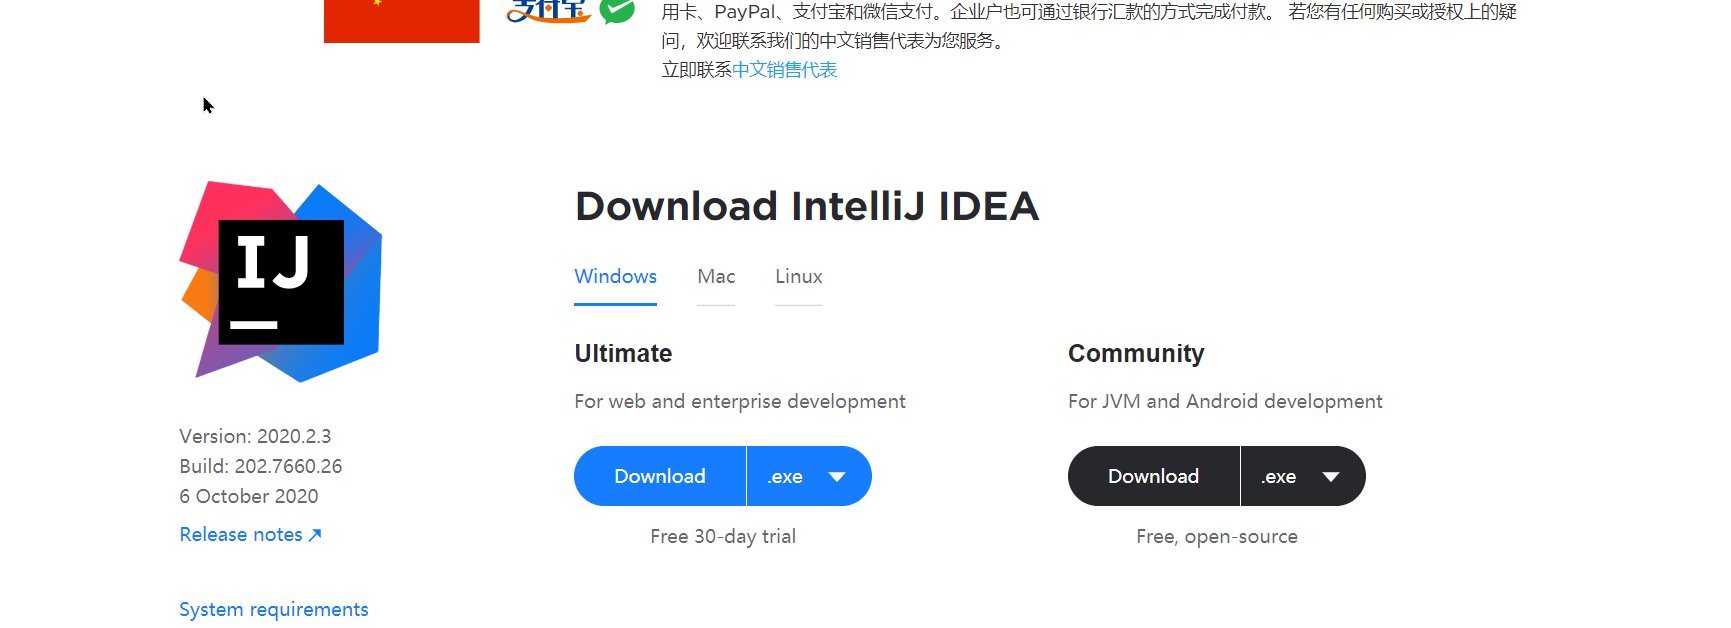 支付宝
用卡、PayPal、支付宝和微信支付。企业户也可通过银行汇款的方式完成付款。 若您有任何购买或授权上的疑
问，欢迎联系我们的中文销售代表为您服务。
立即联系中文销售代表
IJ
Download IntelliJ IDEA
Windows Mac Linux
Ultimate
For web and enterprise development
Download .exe
Free 30-day trial
Community
For JVM and Android development
Download .exe
Free, open-source
Version: 2020.2.3
Build: 202.7660.26
6 October 2020
Release notes ↗
System requirements